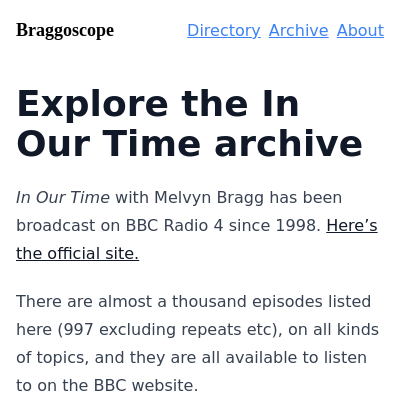 Braggoscope
Directory Archive About
Explore the In
Our Time archive
In Our Time with Melvyn Bragg has been
broadcast on BBC Radio 4 since 1998. Here’s
the official site.
There are almost a thousand episodes listed
here (997 excluding repeats etc), on all kinds
of topics, and they are all available to listen
to on the BBC website.